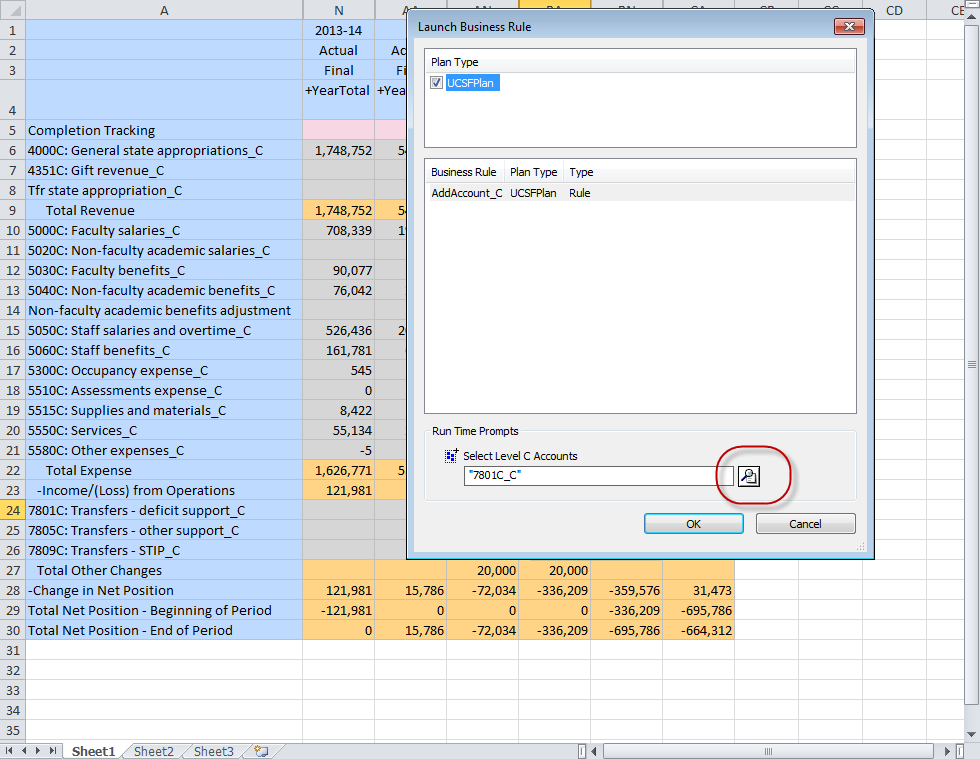 A N BA CD
1 2013-14
2 Actual
3 Final
4 +YearTotal
Launch Business Rule
Plan Type
UCSFPlan
Business Rule Plan Type Type
AddAccount_C UCSFPlan Rule
Run Time Prompts
Select Level C Accounts
"7801C_C"
OK Cancel
5 Completion Tracking
6 4000C: General state appropriations_C 1,748,752
7 4351C: Gift revenue_C
8 Tfr state appropriation_C
9 Total Revenue 1,748,752
10 5000C: Faculty salaries_C 708,339
11 5020C: Non-faculty academic salaries_C
12 5030C: Faculty benefits_C 90,077
13 5040C: Non-faculty academic benefits_C 76,042
14 Non-faculty academic benefits adjustment
15 5050C: Staff salaries and overtime_C 526,436
16 5060C: Staff benefits_C 161,781
17 5300C: Occupancy expense_C 545
18 5510C: Assessments expense_C 0
19 5515C: Supplies and materials_C 8,422
20 5550C: Services_C 55,134
21 5580C: Other expenses_C -5
22 Total Expense 1,626,771
23 -Income/(Loss) from Operations 121,981
24 7801C: Transfers - deficit support_C
25 7805C: Transfers - other support_C
26 7809C: Transfers - STIP_C
27 Total Other Changes 20,000 20,000
28 -Change in Net Position 121,981 15,786 -72,034 -336,209 -359,576 31,473
29 Total Net Position - Beginning of Period -121,981 0 0 0 -336,209 -695,786
30 Total Net Position - End of Period 0 15,786 -72,034 -336,209 -695,786 -664,312
31
32
33
34
35
Sheet1 Sheet2 Sheet3